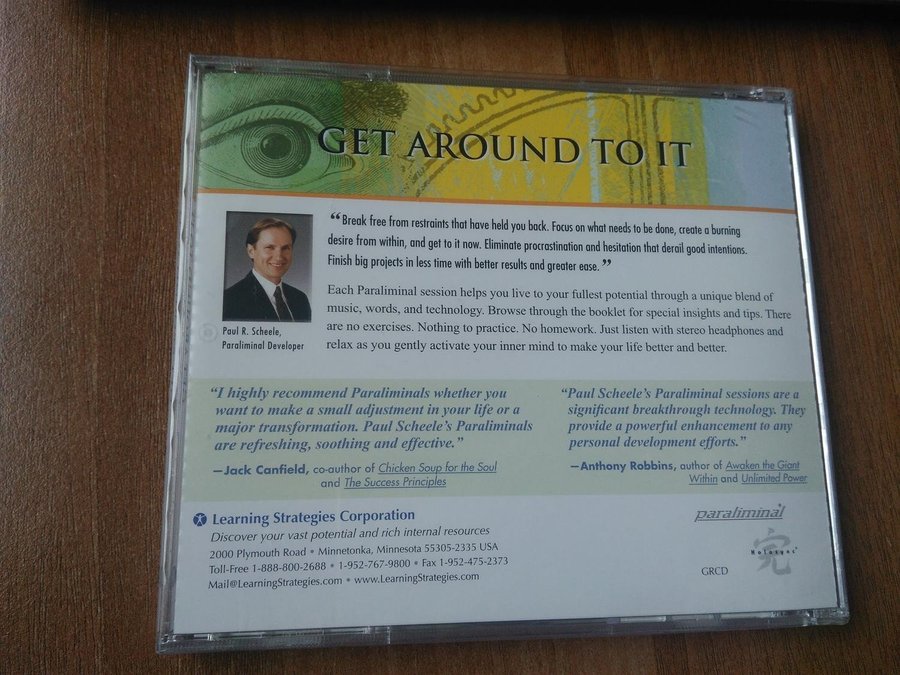 GET AROUND TO IT
“Break free from restraints that have held you back. Focus on what needs to be done, create a burning
desire from within, and get to it now. Eliminate procrastination and hesitation that derail good intentions.
Finish big projects in less time with better results and greater ease.”
Each Paraliminal session helps you live to your fullest potential through a unique blend of
music, words, and technology. Browse through the booklet for special insights and tips. There
are no exercises. Nothing to practice. No homework. Just listen with stereo headphones and
relax as you gently activate your inner mind to make your life better and better.
Paul R. Scheele,
Paraliminal Developer
“I highly recommend Paraliminals whether you
want to make a small adjustment in your life or a
major transformation. Paul Scheele’s Paraliminals
are refreshing, soothing and effective.”
—Jack Canfield, co-author of Chicken Soup for the Soul
and The Success Principles
“Paul Scheele’s Paraliminal sessions are a
significant breakthrough technology. They
provide a powerful enhancement to any
personal development efforts.”
—Anthony Robbins, author of Awaken the Giant
Within and Unlimited Power
Learning Strategies Corporation
Discover your vast potential and rich internal resources
2000 Plymouth Road • Minnetonka, Minnesota 55305-2335 USA
Toll-Free 1-888-800-2688 • 1-952-767-9800 • Fax 1-952-475-2373
Mail@LearningStrategies.com • www.LearningStrategies.com
paraliminal
完
Holosync®
GRCD